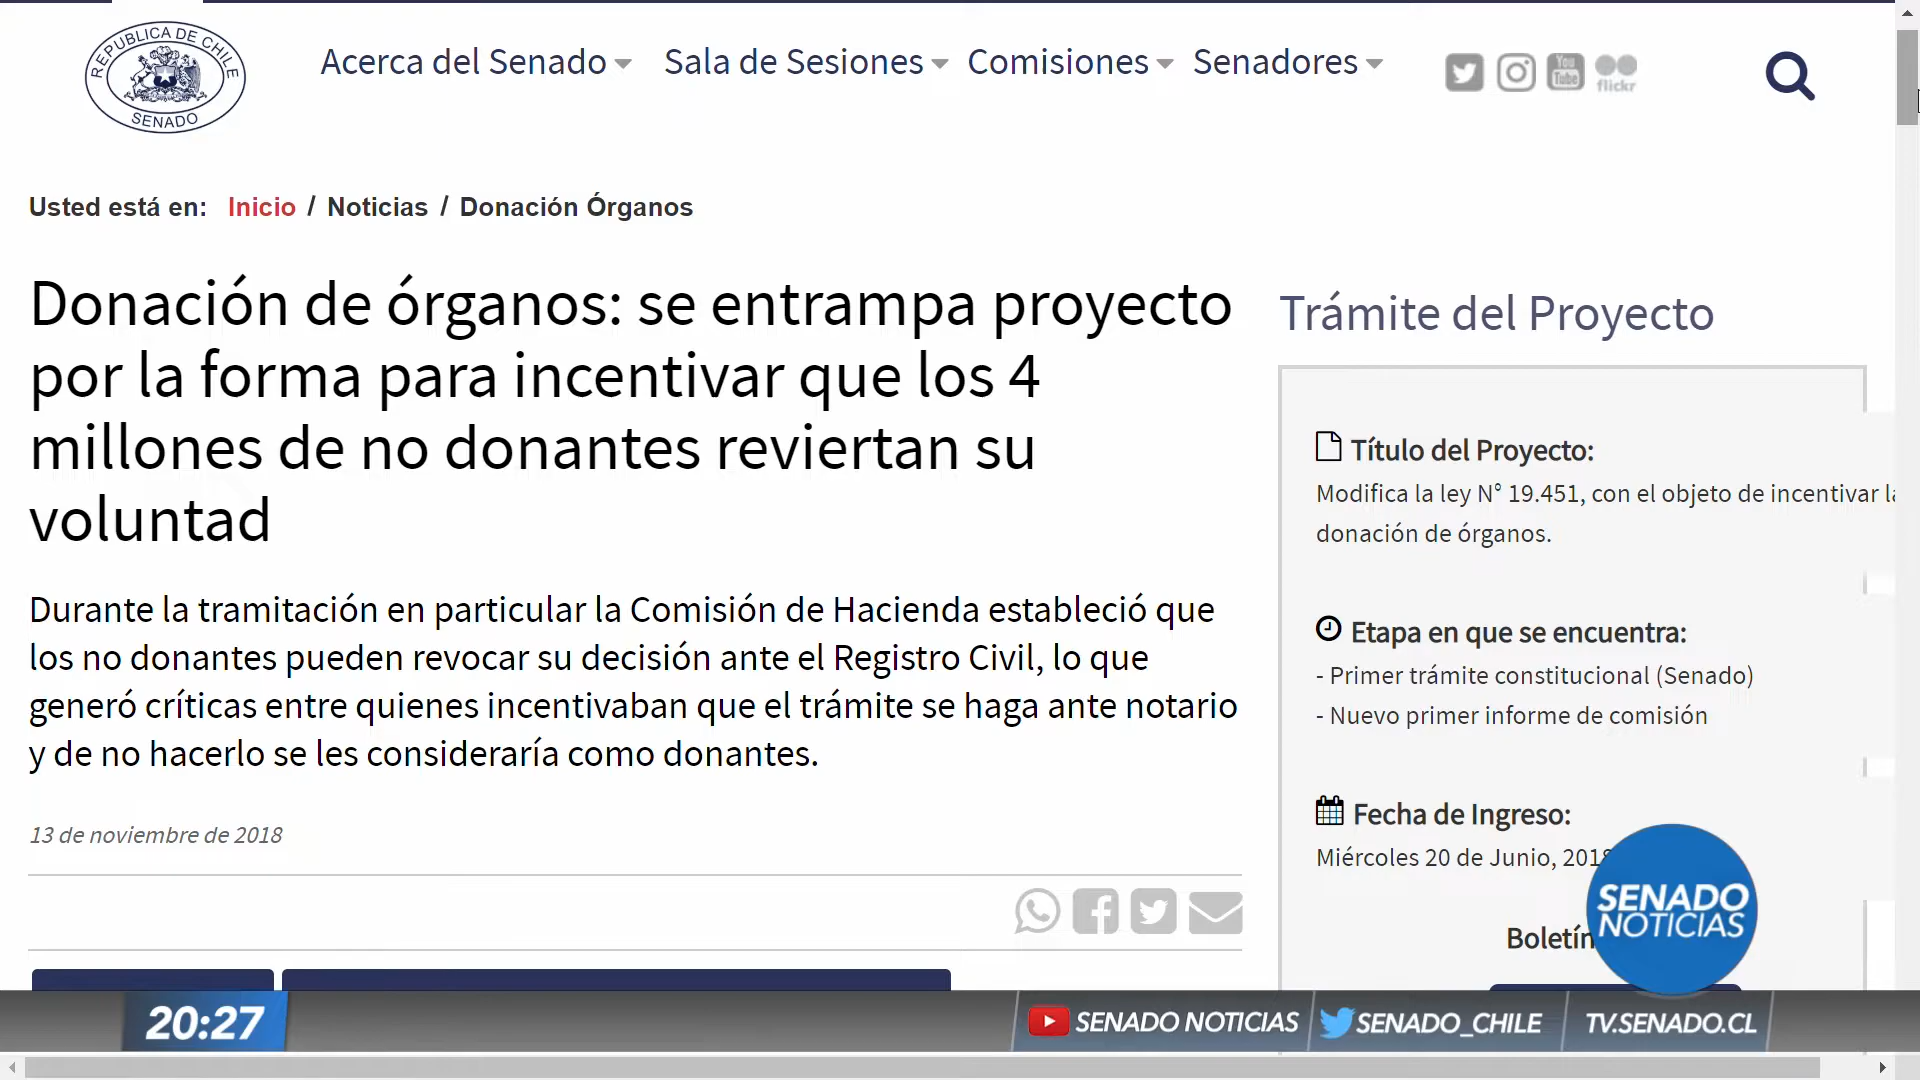 REPUBLICA DE CHILE
SENADO
Acerca del Senado
Sala de Sesiones
Comisiones
Senadores
You
Tube
flickr
Usted está en: Inicio / Noticias / Donación Órganos
Donación de órganos: se entrampa proyecto
por la forma para incentivar que los 4
millones de no donantes reviertan su
voluntad
Durante la tramitación en particular la Comisión de Hacienda estableció que
los no donantes pueden revocar su decisión ante el Registro Civil, lo que
generó críticas entre quienes incentivaban que el trámite se haga ante notario
y de no hacerlo se les consideraría como donantes.
13 de noviembre de 2018
Trámite del Proyecto
Título del Proyecto:
Modifica la ley N° 19.451, con el objeto de incentivar la
donación de órganos.
Etapa en que se encuentra:
- Primer trámite constitucional (Senado)
- Nuevo primer informe de comisión
Fecha de Ingreso:
Miércoles 20 de Junio, 2018
Boletín
SENADO
NOTICIAS
20:27
SENADO NOTICIAS
SENADO_CHILE
TV.SENADO.CL